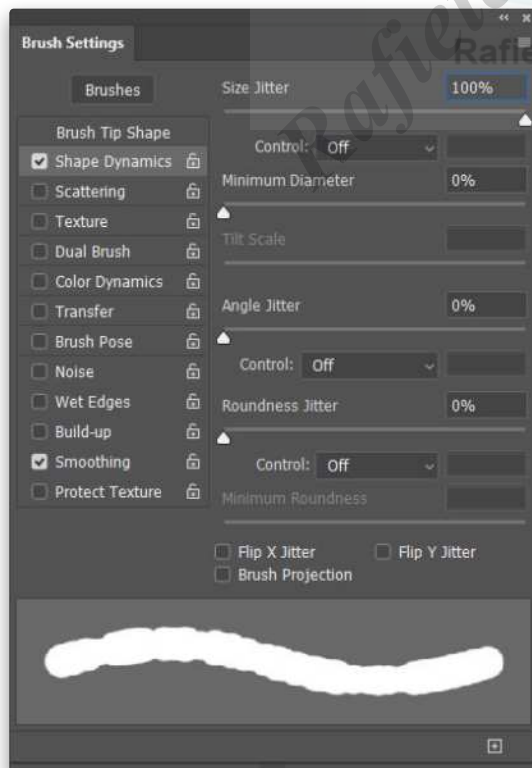 Brush Settings
Rafie
Brushes
Brush Tip Shape
Shape Dynamics
Scattering
Texture
Dual Brush
Color Dynamics
Transfer
Brush Pose
Noise
Wet Edges
Build-up
Smoothing
Protect Texture
Size Jitter 100%
Control: Off
Minimum Diameter 0%
Tilt Scale
Angle Jitter 0%
Control: Off
Roundness Jitter 0%
Control: Off
Minimum Roundness
Flip X Jitter Flip Y Jitter
Brush Projection